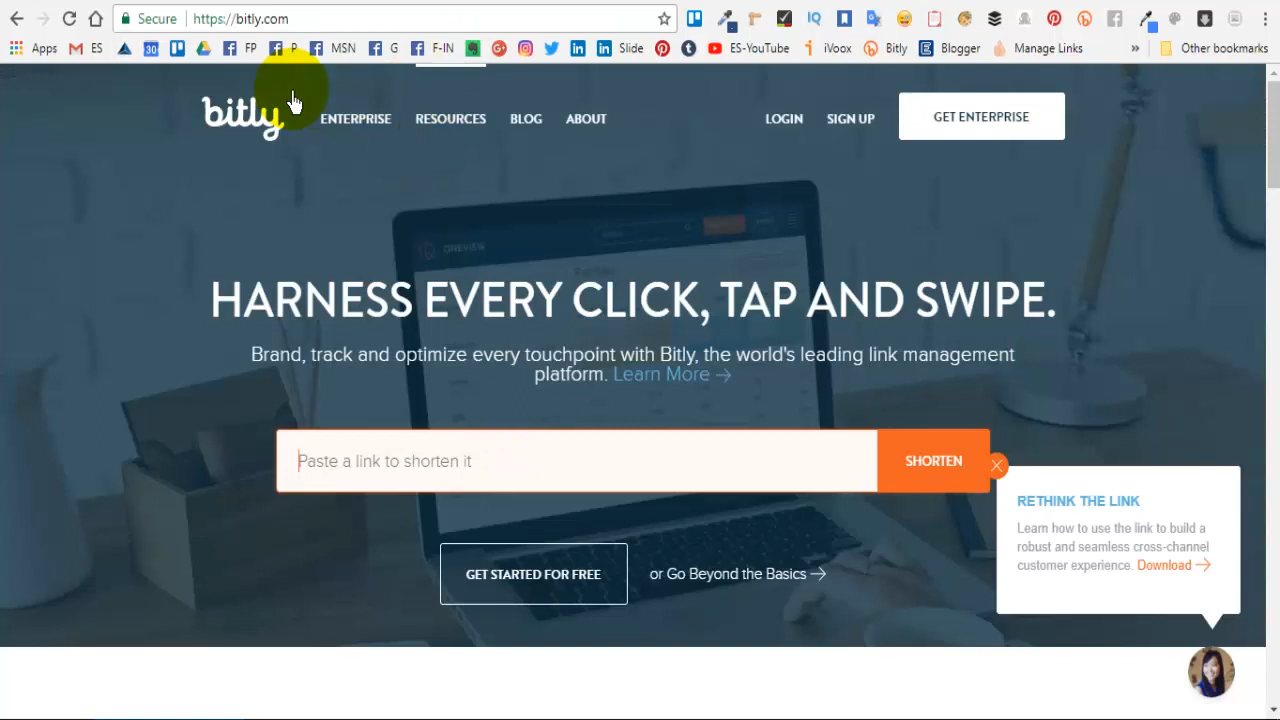 Secure https://bitly.com
Apps ES FP P MSN G F-IN Slide ES-YouTube iVoox Bitly Blogger Manage Links » Other bookmarks
bitly ENTERPRISE RESOURCES BLOG ABOUT LOGIN SIGN UP GET ENTERPRISE
ONEVIEW
HARNESS EVERY CLICK, TAP AND SWIPE.
Brand, track and optimize every touchpoint with Bitly, the world's leading link management
platform. Learn More →
Paste a link to shorten it SHORTEN
RETHINK THE LINK
Learn how to use the link to build a
robust and seamless cross-channel
customer experience. Download →
GET STARTED FOR FREE or Go Beyond the Basics →